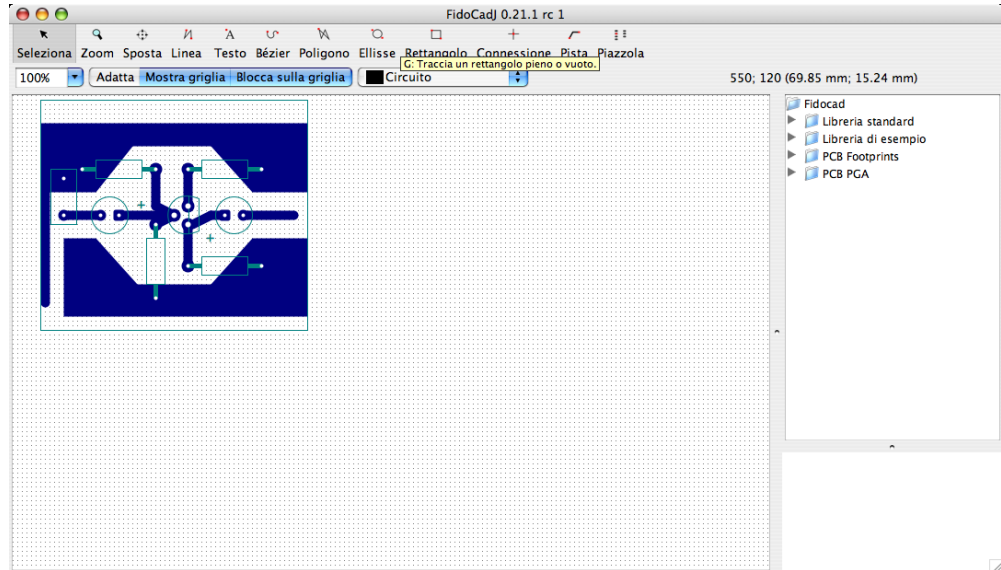 FidoCadJ 0.21.1 rc 1
Seleziona Zoom Sposta Linea Testo Bézier Poligono Ellisse Rettangolo Connessione Pista Piazzola
G: Traccia un rettangolo pieno o vuoto.
100% Adatta Mostra griglia Blocca sulla griglia Circuito 550; 120 (69.85 mm; 15.24 mm)
Fidocad
Libreria standard
Libreria di esempio
PCB Footprints
PCB PGA